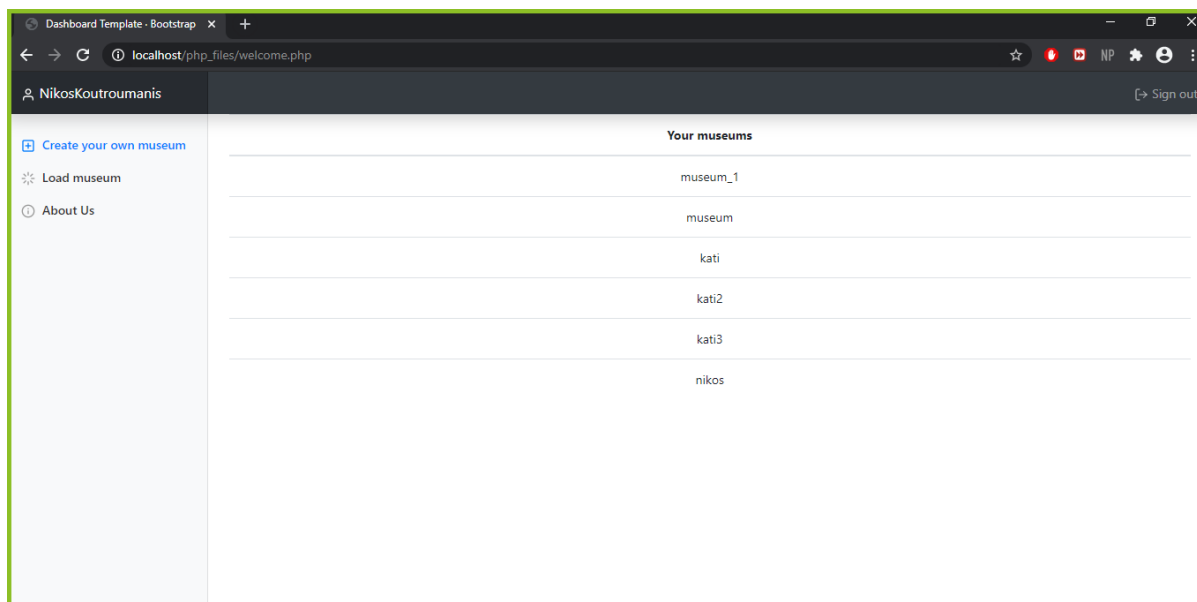 Dashboard Template · Bootstrap
localhost/php_files/welcome.php
NP
NikosKoutroumanis
Sign out
Create your own museum
Load museum
About Us
Your museums
museum_1
museum
kati
kati2
kati3
nikos